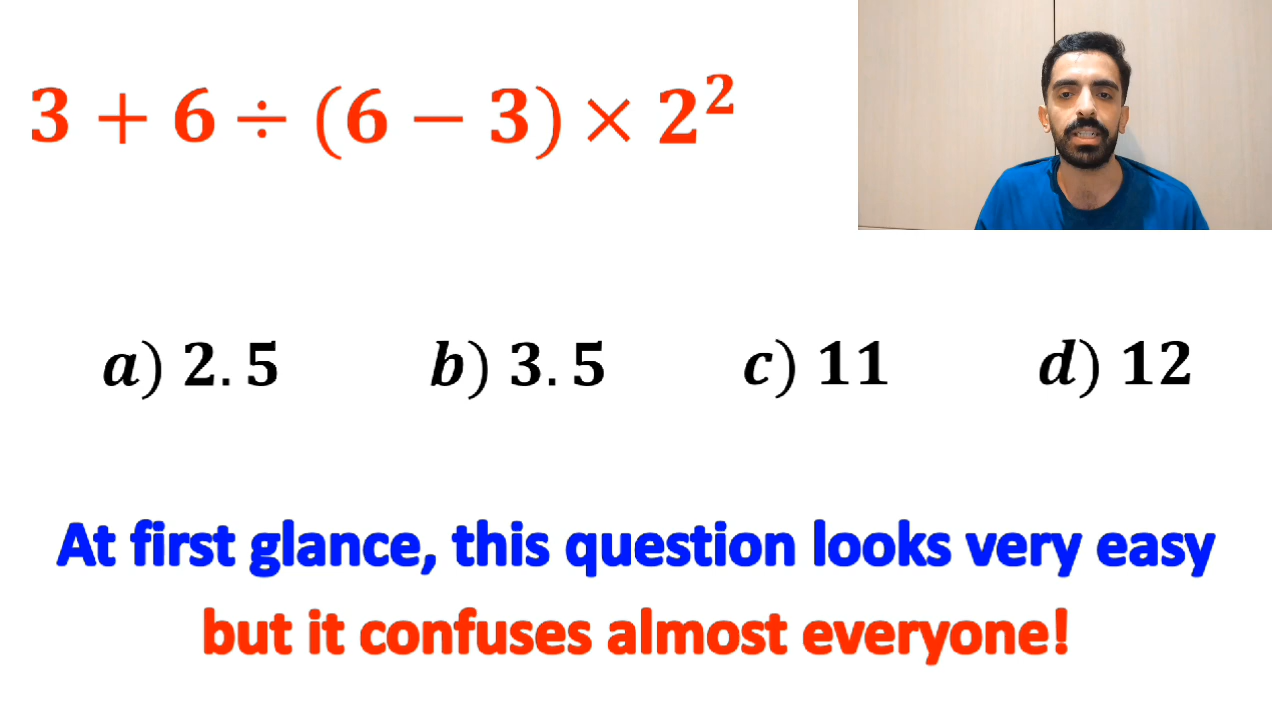 3 + 6 ÷ (6 − 3) × 2²
a) 2.5 b) 3.5 c) 11 d) 12
At first glance, this question looks very easy
but it confuses almost everyone!